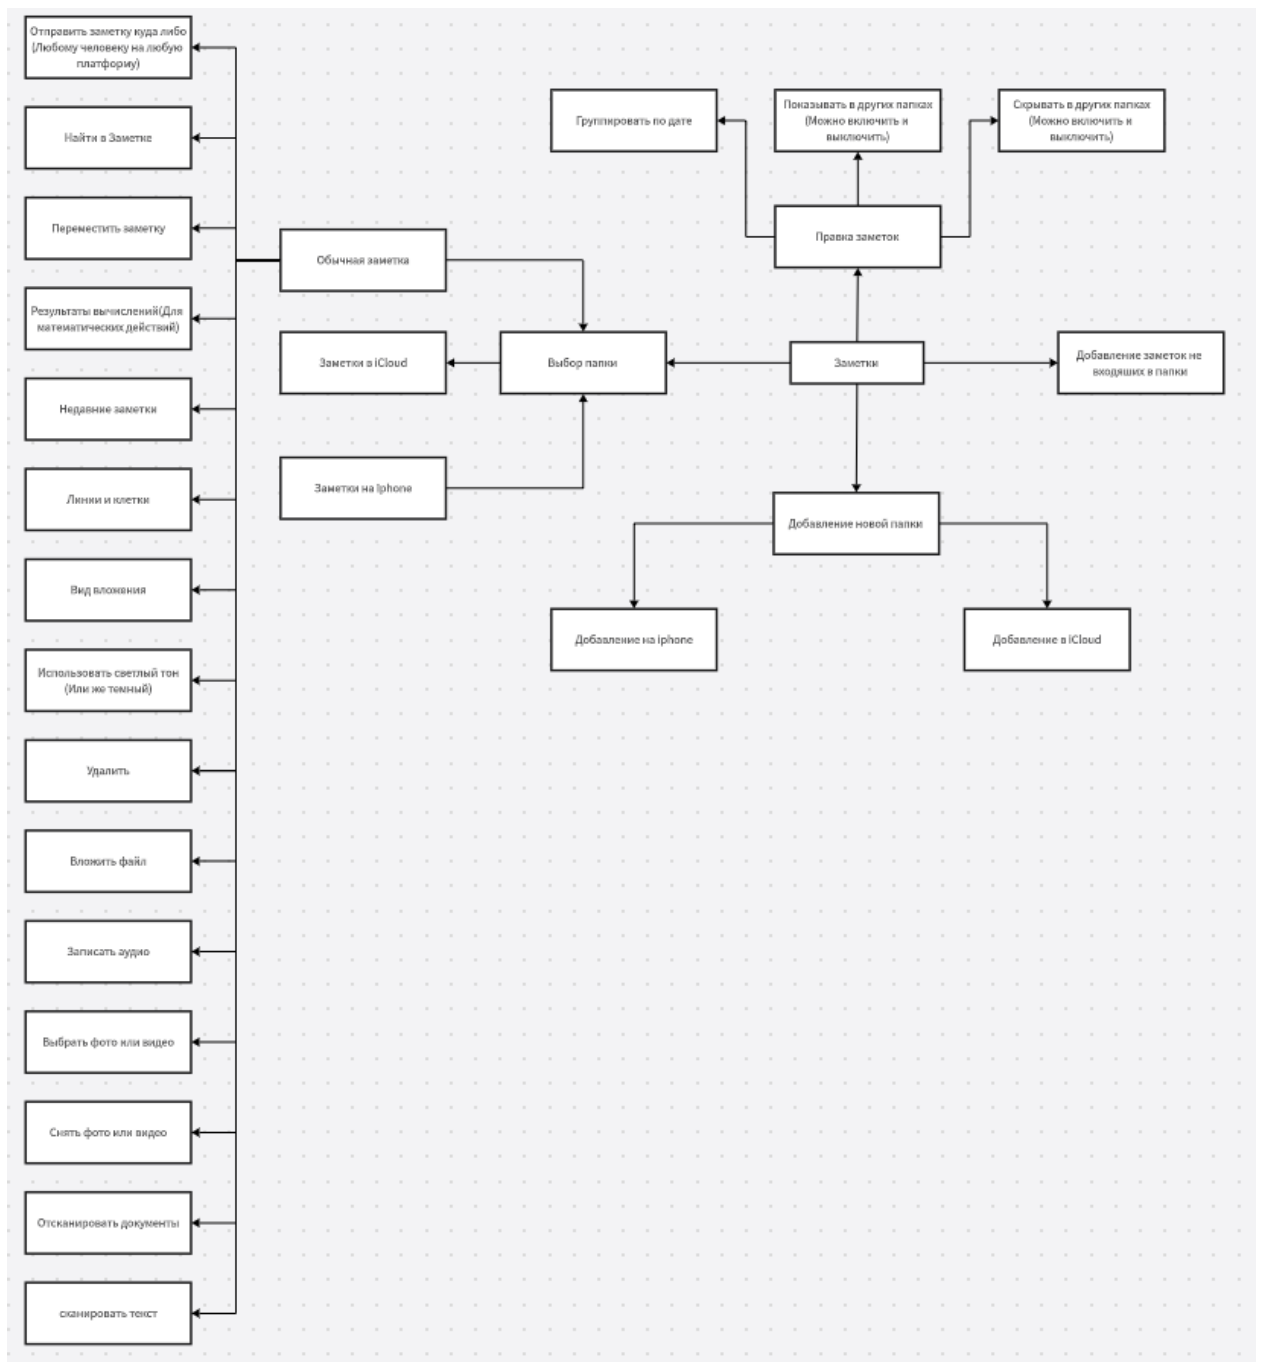 Отправить заметку куда либо
(Любому человеку на любую
платформу)
Найти в Заметке
Переместить заметку
Результаты вычислений(Для
математических действий)
Недавние заметки
Линии и клетки
Вид вложения
Использовать светлый тон
(Или же темный)
Удалить
Вложить файл
Записать аудио
Выбрать фото или видео
Снять фото или видео
Отсканировать документы
сканировать текст
Обычная заметка
Заметки в iCloud
Заметки на Iphone
Выбор папки
Группировать по дате
Показывать в других папках
(Можно включить и
выключить)
Скрывать в других папках
(Можно включить и
выключить)
Правка заметок
Заметки
Добавление заметок не
входяших в папки
Добавление новой папки
Добавление на iphone
Добавление в iCloud